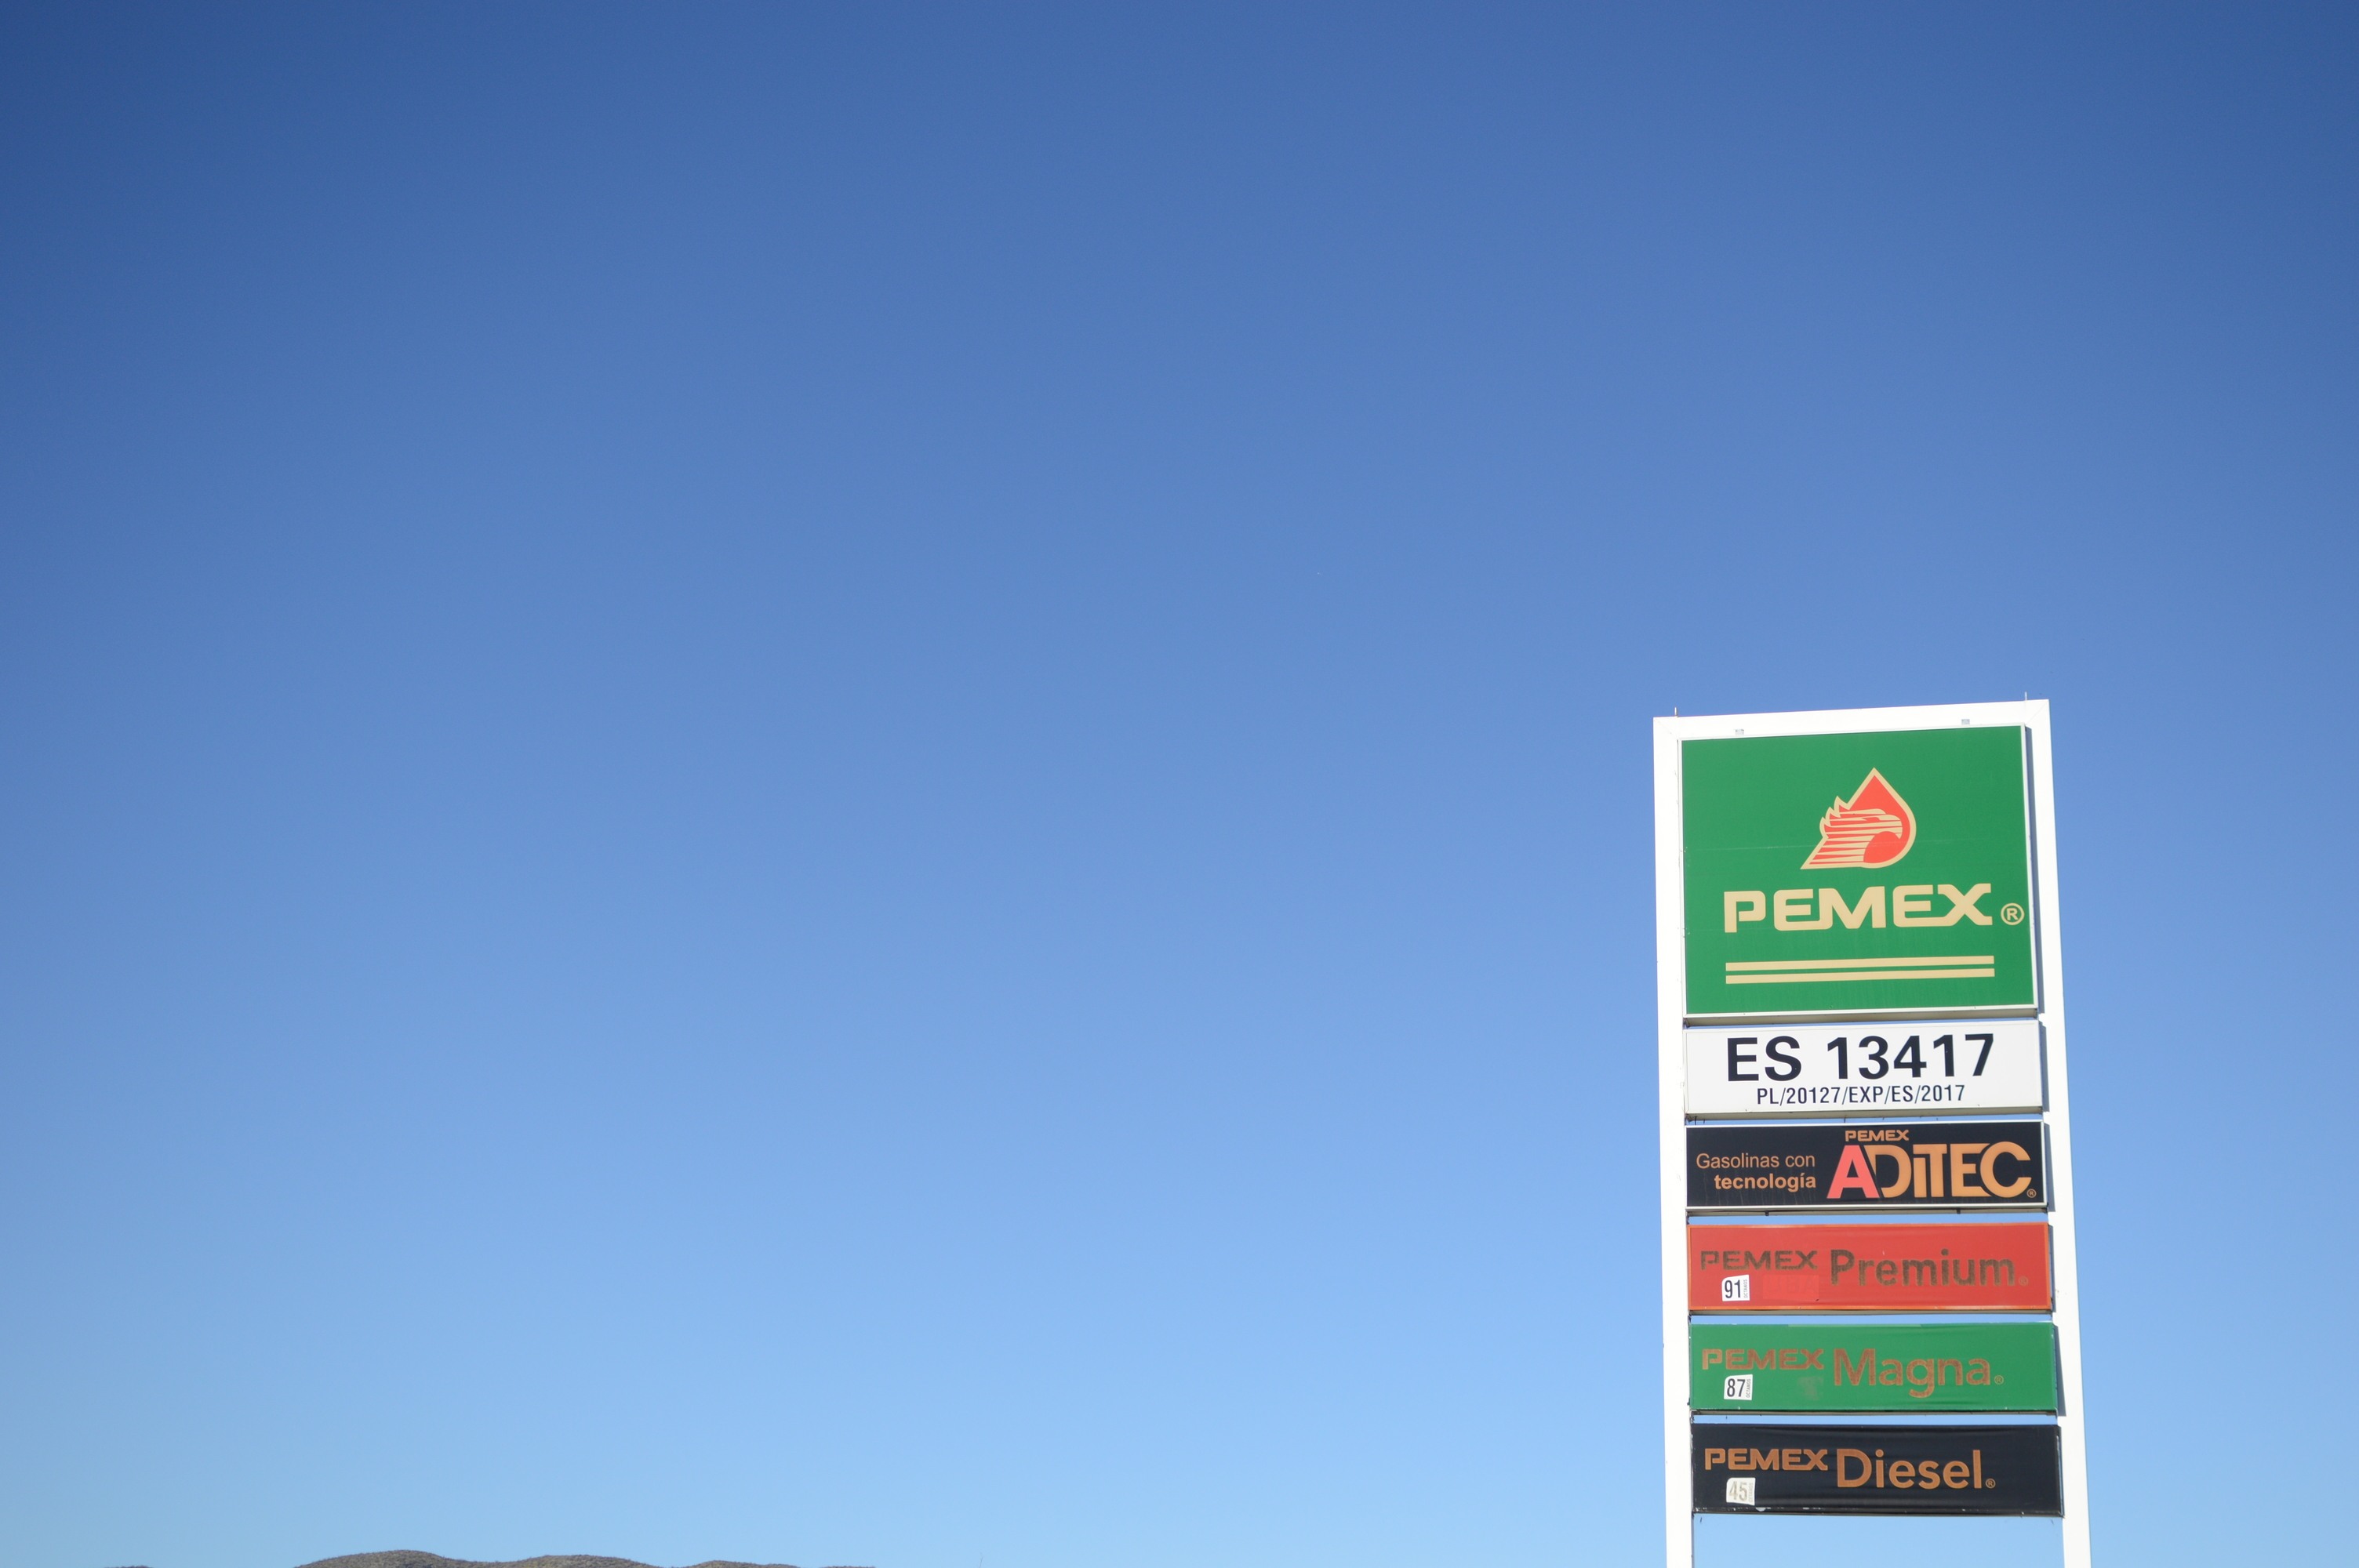 PEMEX®
ES 13417
PL/20127/EXP/ES/2017
PEMEX
Gasolinas con
tecnología
ADiTEC®
PEMEX Premium®
91
PEMEX Magna®
87
PEMEX Diesel®
45